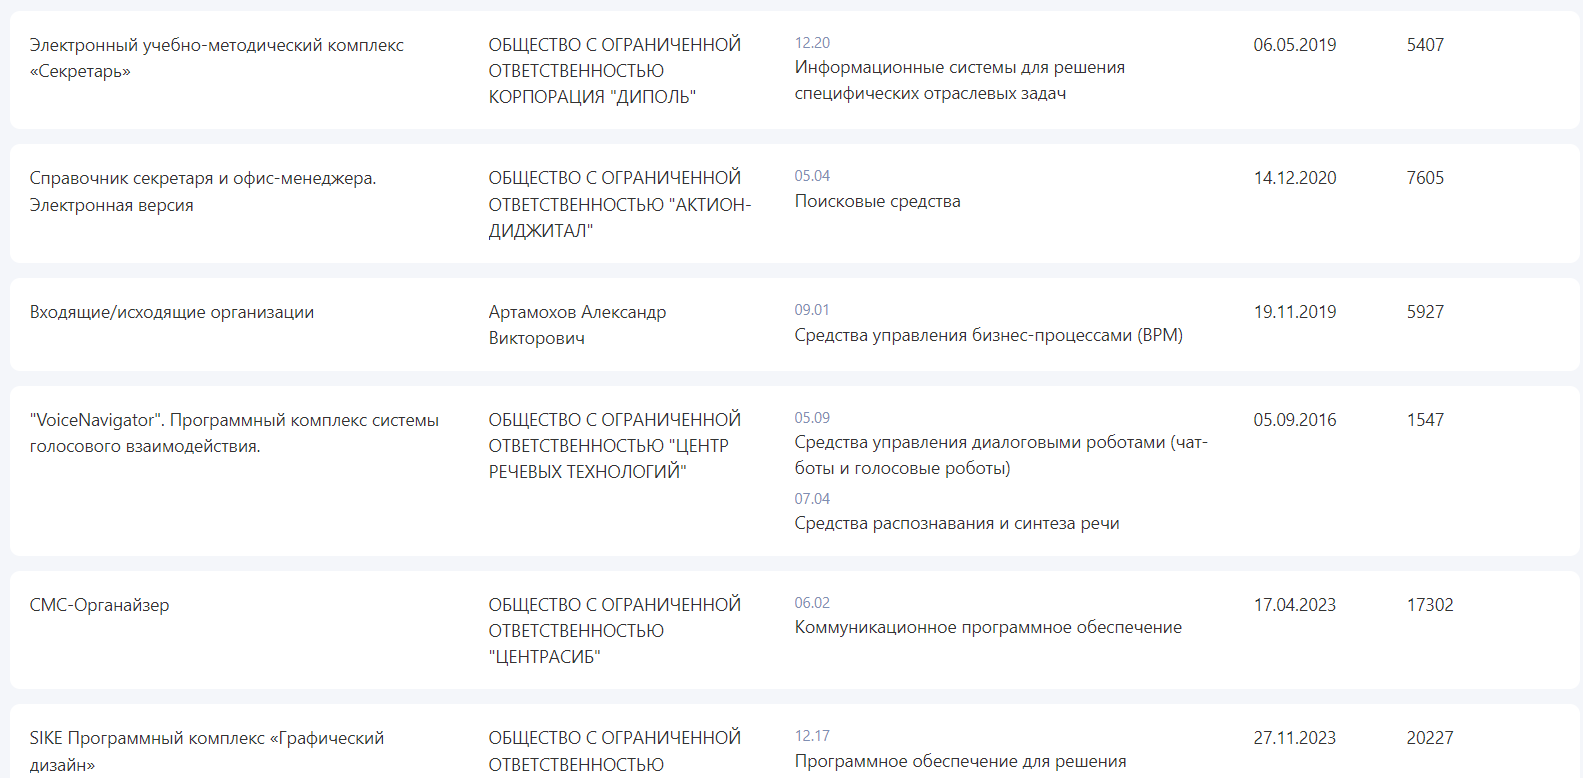 Электронный учебно-методический комплекс
«Секретарь»
ОБЩЕСТВО С ОГРАНИЧЕННОЙ
ОТВЕТСТВЕННОСТЬЮ
КОРПОРАЦИЯ "ДИПОЛЬ"
12.20
Информационные системы для решения
специфических отраслевых задач
06.05.2019
5407
Справочник секретаря и офис-менеджера.
Электронная версия
ОБЩЕСТВО С ОГРАНИЧЕННОЙ
ОТВЕТСТВЕННОСТЬЮ "АКТИОН-
ДИДЖИТАЛ"
05.04
Поисковые средства
14.12.2020
7605
Входящие/исходящие организации
Артамохов Александр
Викторович
09.01
Средства управления бизнес-процессами (BPM)
19.11.2019
5927
"VoiceNavigator". Программный комплекс системы
голосового взаимодействия.
ОБЩЕСТВО С ОГРАНИЧЕННОЙ
ОТВЕТСТВЕННОСТЬЮ "ЦЕНТР
РЕЧЕВЫХ ТЕХНОЛОГИЙ"
05.09
Средства управления диалоговыми роботами (чат-
боты и голосовые роботы)
07.04
Средства распознавания и синтеза речи
05.09.2016
1547
СМС-Органайзер
ОБЩЕСТВО С ОГРАНИЧЕННОЙ
ОТВЕТСТВЕННОСТЬЮ
"ЦЕНТРАСИБ"
06.02
Коммуникационное программное обеспечение
17.04.2023
17302
SIKE Программный комплекс «Графический
дизайн»
ОБЩЕСТВО С ОГРАНИЧЕННОЙ
ОТВЕТСТВЕННОСТЬЮ
12.17
Программное обеспечение для решения
27.11.2023
20227